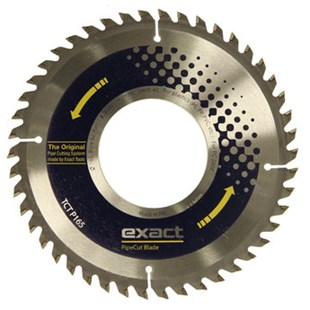 The Original
Pipe Cutting System
made by Exact Tools
TCT P165
exact
PipeCut Blade